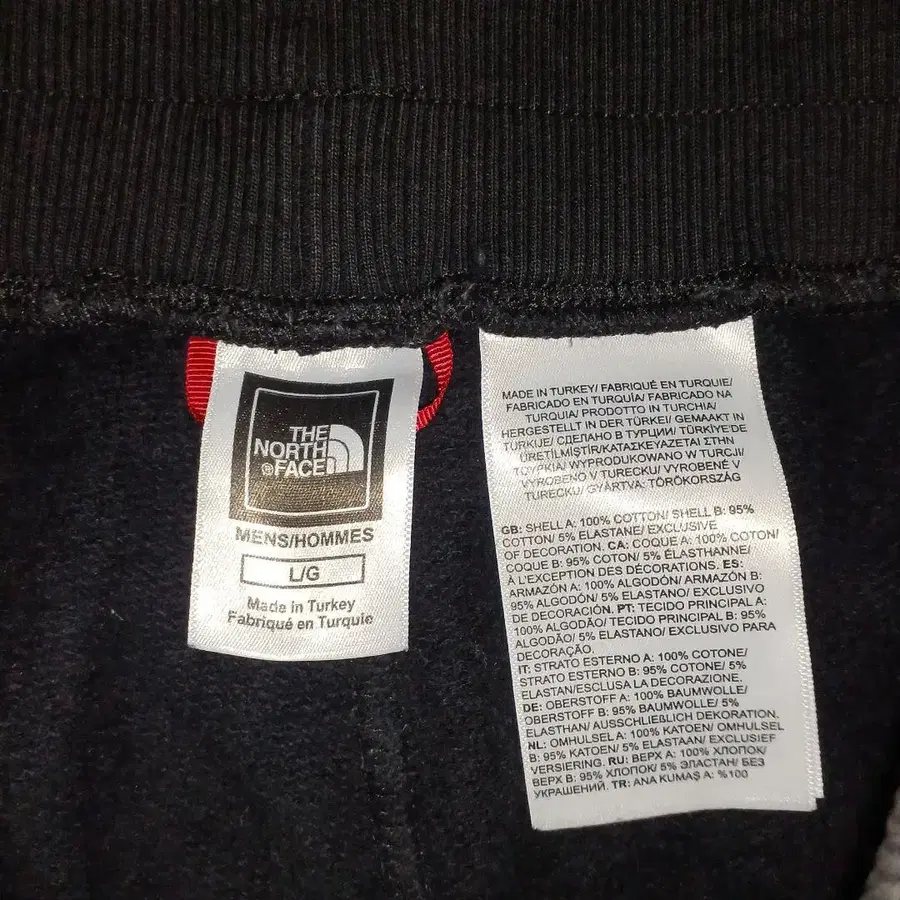 THE
NORTH
FACE
MENS/HOMMES
L/G
Made in Turkey
Fabriqué en Turquie
MADE IN TURKEY/ FABRIQUÉ EN TURQUIE/
FABRICADO EN TURQUÍA/ FABRICADO NA
TURQUIA/ PRODOTTO IN TURCHIA/
HERGESTELLT IN DER TÜRKEI/ GEMAAKT IN
TURKIJE/ СДЕЛАНО В ТУРЦИИ/ TÜRKİYE'DE
ÜRETİLMİŞTİR/ΚΑΤΑΣΚΕΥΑΖΕΤΑΙ ΣΤΗΝ
ΤΟΥΡΚΙΑ/ WYPRODUKOWANO W TURCJI/
VYROBENO V TURECKU/ VYROBENÉ V
TURECKU/ GYÁRTVA: TÖRÖKORSZÁG
GB: SHELL A: 100% COTTON/ SHELL B: 95%
COTTON/ 5% ELASTANE/ EXCLUSIVE
OF DECORATION. CA: COQUE A: 100% COTON/
COQUE B: 95% COTON/ 5% ÉLASTHANNE/
À L'EXCEPTION DES DÉCORATIONS. ES:
ARMAZÓN A: 100% ALGODÓN/ ARMAZÓN B:
95% ALGODÓN/ 5% ELASTANO/ EXCLUSIVO
DE DECORACIÓN. PT: TECIDO PRINCIPAL A:
100% ALGODÃO/ TECIDO PRINCIPAL B: 95%
ALGODÃO/ 5% ELASTANO/ EXCLUSIVO PARA
DECORAÇÃO.
IT: STRATO ESTERNO A: 100% COTONE/
STRATO ESTERNO B: 95% COTONE/ 5%
ELASTAN/ESCLUSA LA DECORAZIONE.
DE: OBERSTOFF A: 100% BAUMWOLLE/
OBERSTOFF B: 95% BAUMWOLLE/ 5%
ELASTHAN/ AUSSCHLIEßLICH DEKORATION.
NL: OMHULSEL A: 100% KATOEN/ OMHULSEL
B: 95% KATOEN/ 5% ELASTAAN/ EXCLUSIEF
VERSIERING. RU: ВЕРХ A: 100% ХЛОПОК/
ВЕРХ B: 95% ХЛОПОК/ 5% ЭЛАСТАН/ БЕЗ
УКРАШЕНИЙ. TR: ANA KUMAŞ A: %100